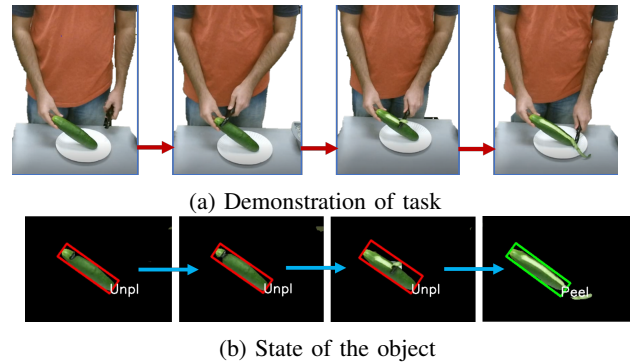 (a) Demonstration of task
Unpl
Unpl
Unpl
Peel
(b) State of the object